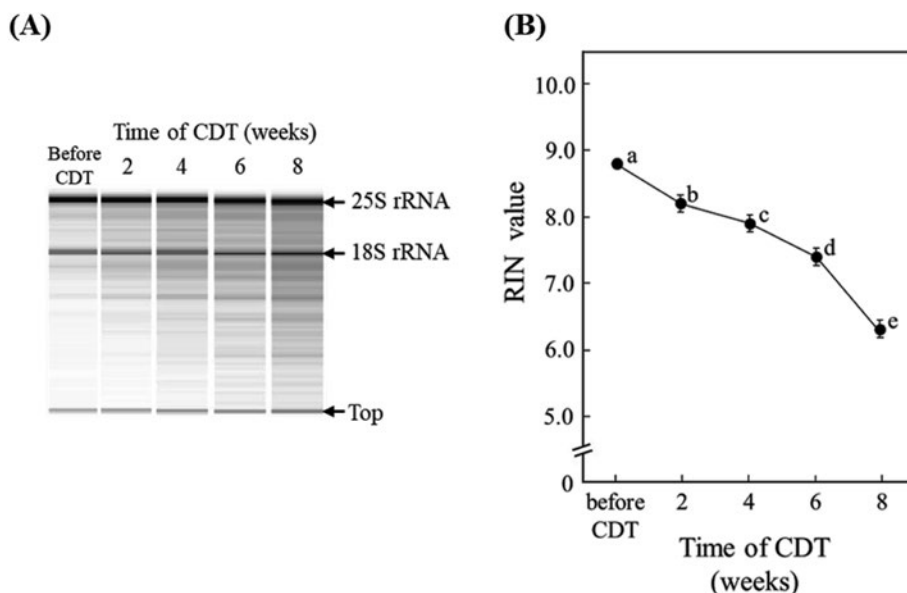 (A)
Time of CDT (weeks)
Before
CDT
2 4 6 8
25S rRNA
18S rRNA
Top
(B)
10.0
9.0
8.0
7.0
6.0
5.0
0
RIN value
a
b
c
d
e
before
CDT
2 4 6 8
Time of CDT
(weeks)